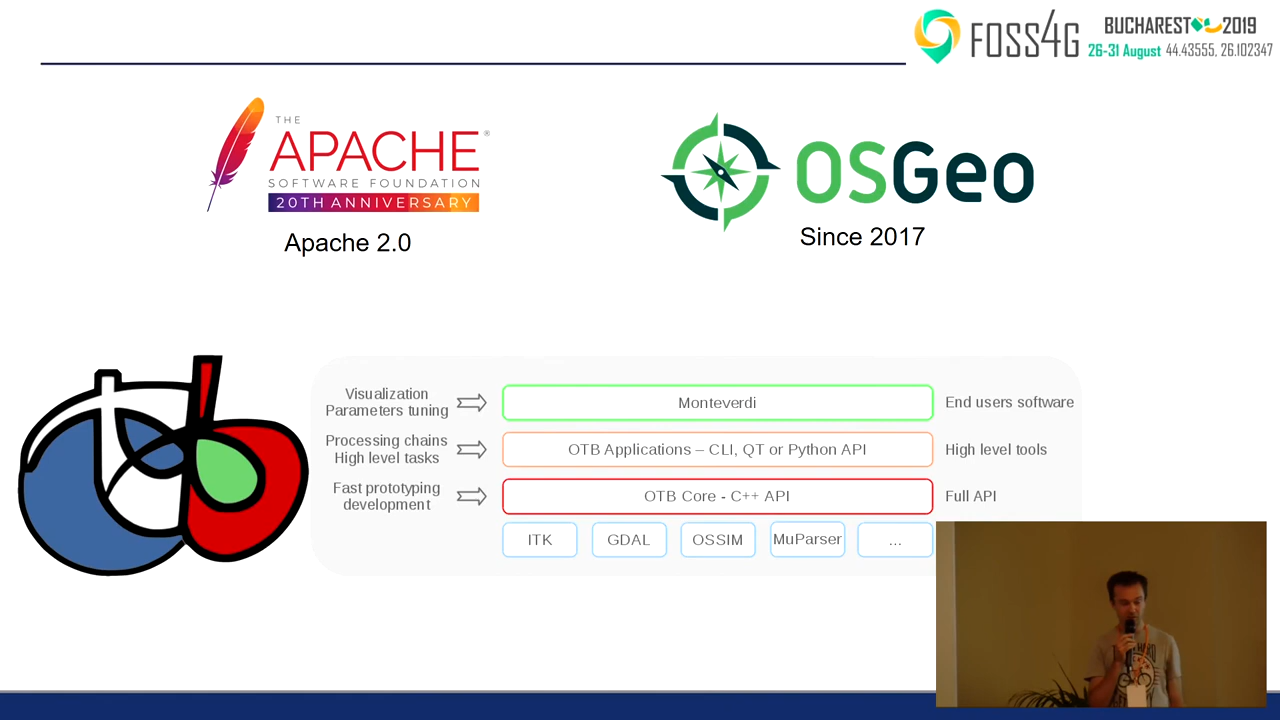 FOSS4G
BUCHAREST 2019
26-31 August 44.43555, 26.102347
THE
APACHE®
SOFTWARE FOUNDATION
20TH ANNIVERSARY
Apache 2.0
OSGeo
Since 2017
otb
Visualization
Parameters tuning
Monteverdi
End users software
Processing chains
High level tasks
OTB Applications – CLI, QT or Python API
High level tools
Fast prototyping
development
OTB Core - C++ API
Full API
ITK
GDAL
OSSIM
MuParser
...